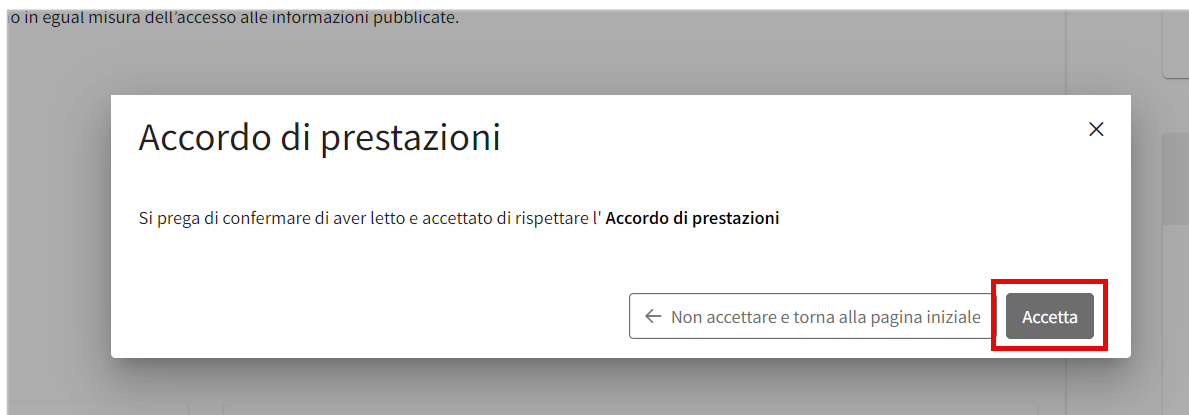 o in egual misura dell'accesso alle informazioni pubblicate.
Accordo di prestazioni
Si prega di confermare di aver letto e accettato di rispettare l' Accordo di prestazioni
← Non accettare e torna alla pagina iniziale
Accetta